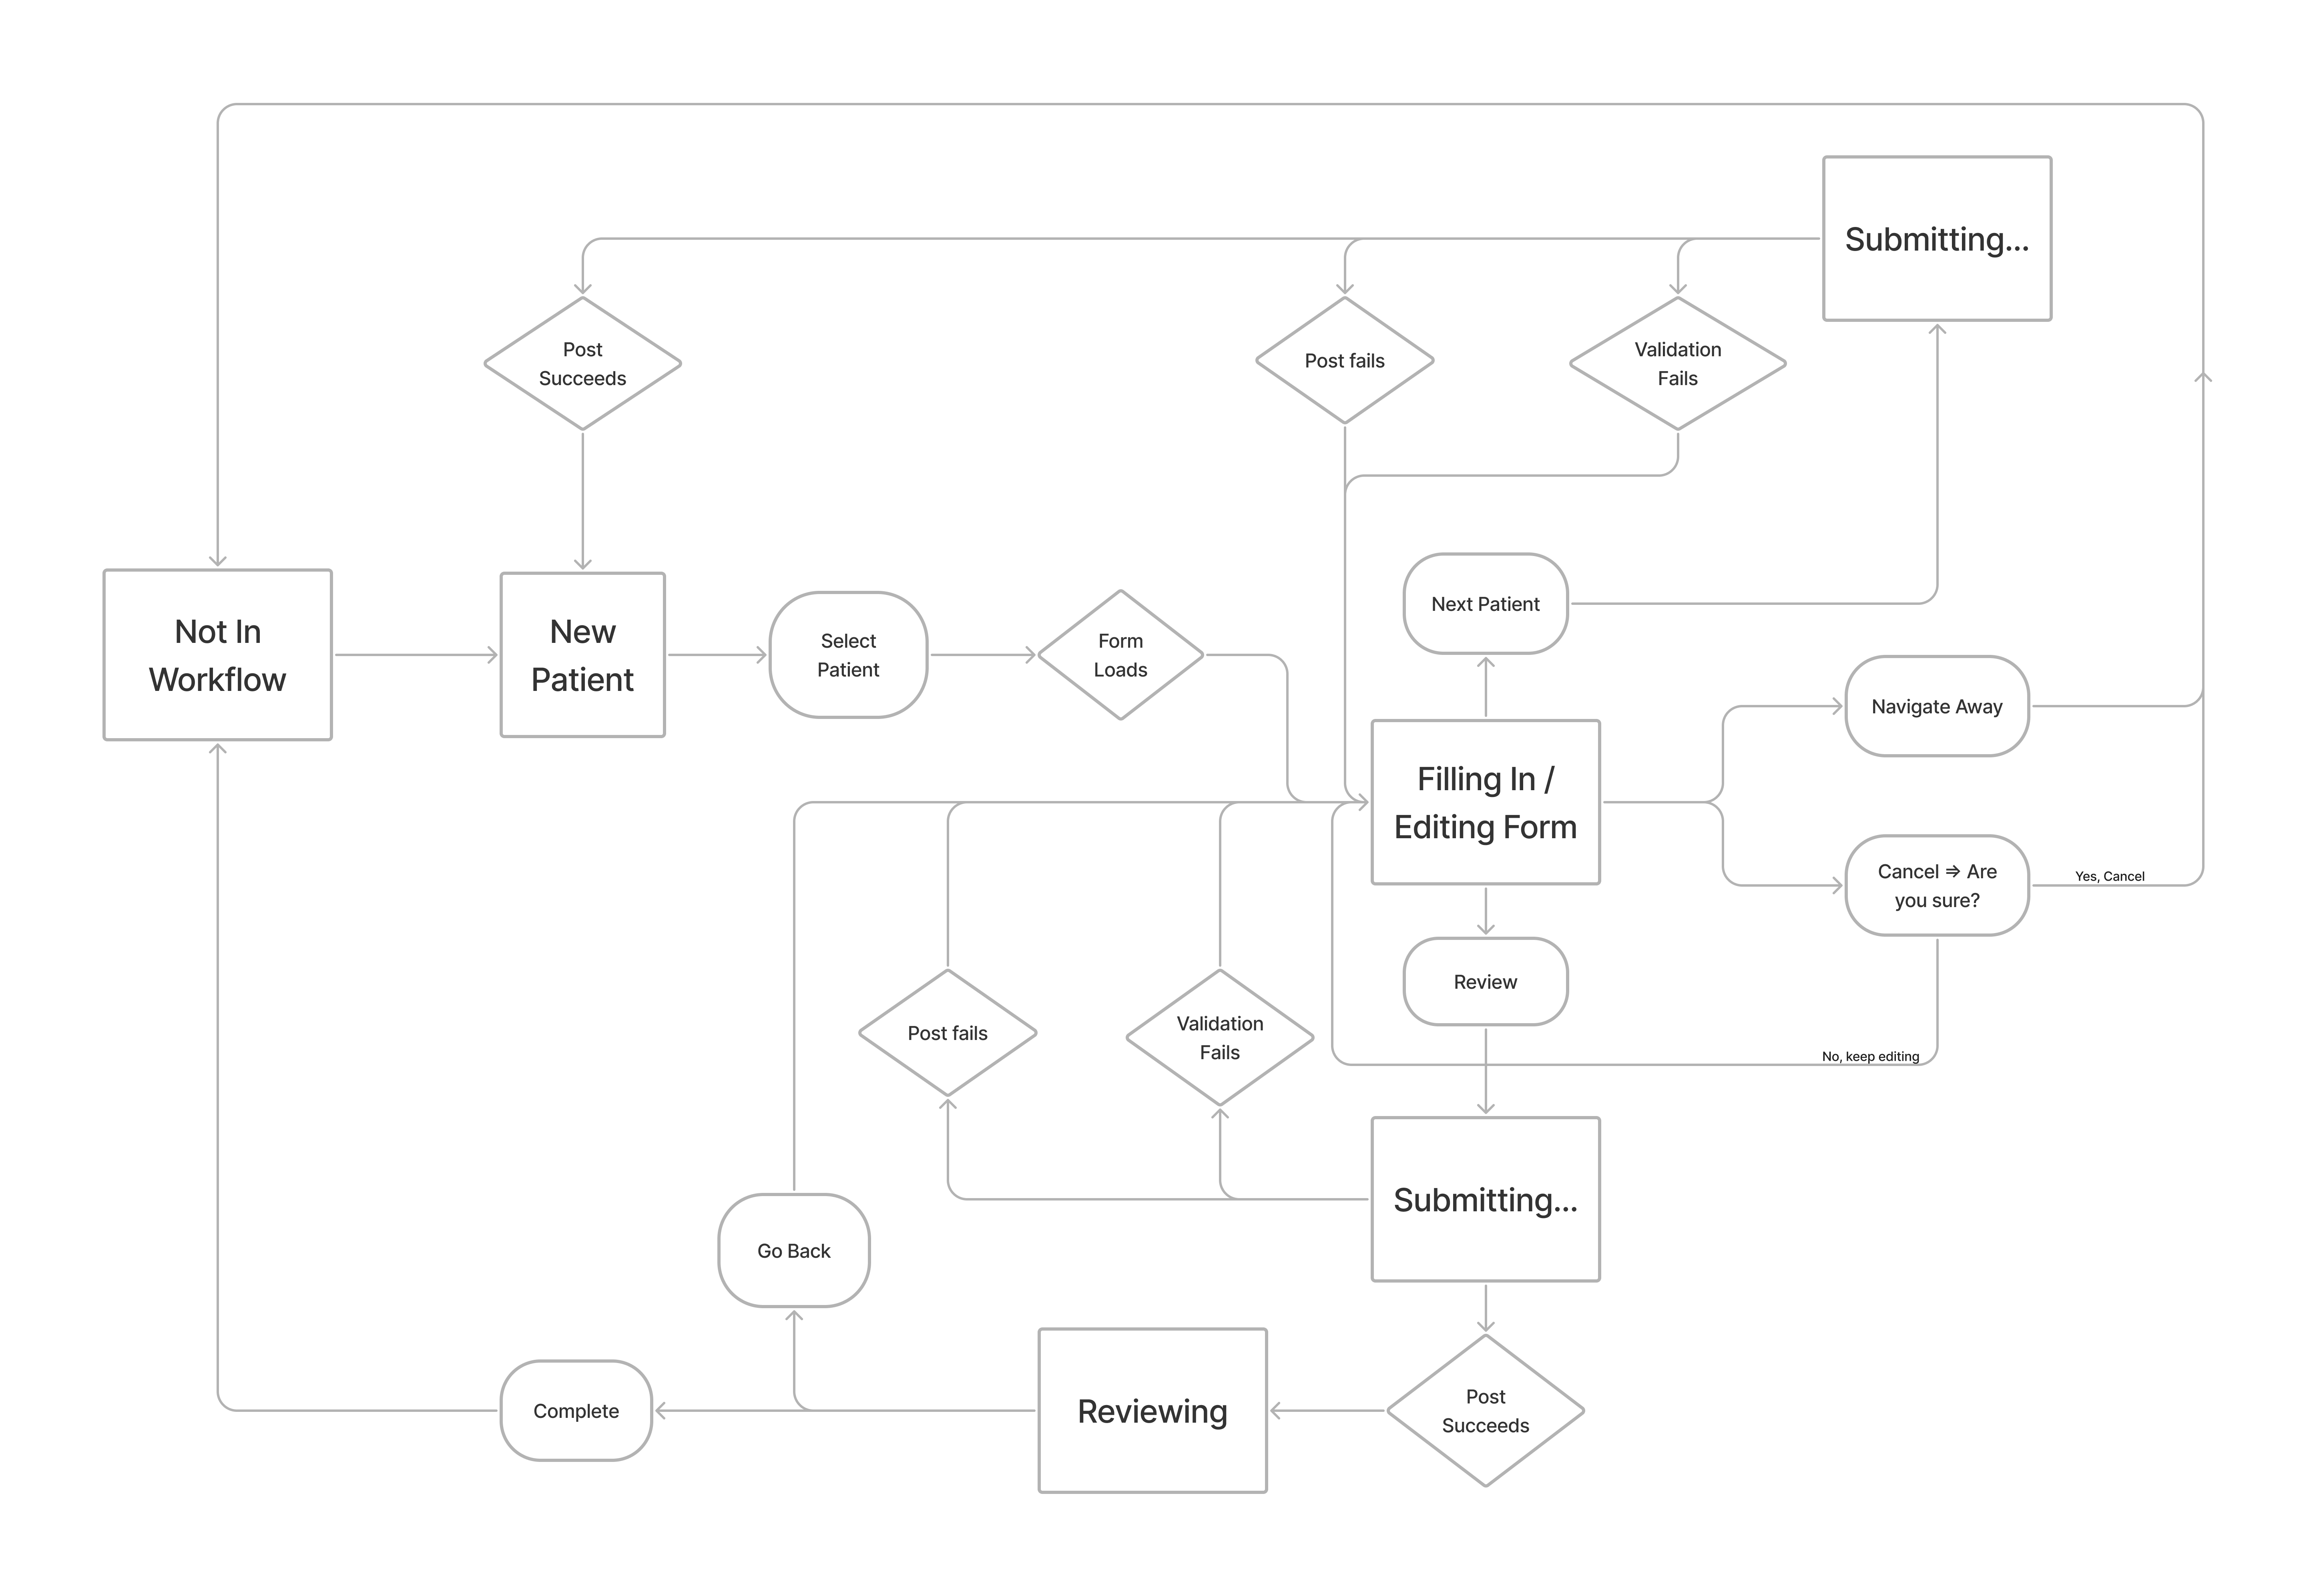 Submitting...
Post
Succeeds
Post fails
Validation
Fails
Next Patient
Not In
Workflow
New
Patient
Select
Patient
Form
Loads
Navigate Away
Filling In /
Editing Form
Cancel ⇒ Are
you sure?
Yes, Cancel
Review
Post fails
Validation
Fails
No, keep editing
Submitting...
Go Back
Complete
Reviewing
Post
Succeeds